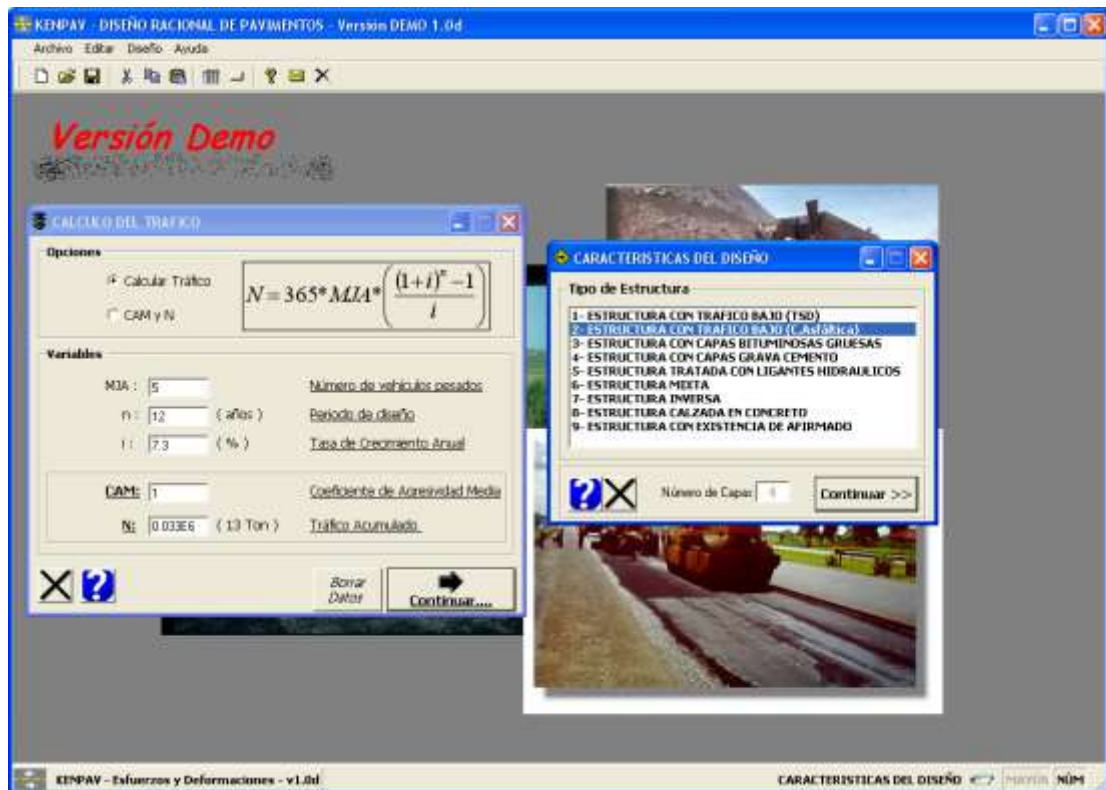 KENPAV - DISEÑO RACIONAL DE PAVIMENTOS - Versión DEMO 1.0d
Archivo Editar Diseño Ayuda
Versión Demo
CALCULO DEL TRAFICO
Opciones
Calcular Tráfico
CAM y N
N = 365* MJA* ( (1+i)^n − 1 / i )
Variables
MJA : 5 Número de vehículos pesados
n : 12 ( años ) Periodo de diseño
i : 7.3 ( % ) Tasa de Crecimiento Anual
CAM: 1 Coeficiente de Agresividad Media
N: 0.033E6 ( 13 Ton ) Tráfico Acumulado
Borrar Datos
Continuar....
CARACTERISTICAS DEL DISEÑO
Tipo de Estructura
1- ESTRUCTURA CON TRAFICO BAJO (TSD)
2- ESTRUCTURA CON TRAFICO BAJO (C.Asfáltica)
3- ESTRUCTURA CON CAPAS BITUMINOSAS GRUESAS
4- ESTRUCTURA CON CAPAS GRAVA CEMENTO
5- ESTRUCTURA TRATADA CON LIGANTES HIDRAULICOS
6- ESTRUCTURA MIXTA
7- ESTRUCTURA INVERSA
8- ESTRUCTURA CALZADA EN CONCRETO
9- ESTRUCTURA CON EXISTENCIA DE AFIRMADO
Número de Capas
Continuar >>
KENPAV - Esfuerzos y Deformaciones - v1.0d
CARACTERISTICAS DEL DISEÑO
NÚM